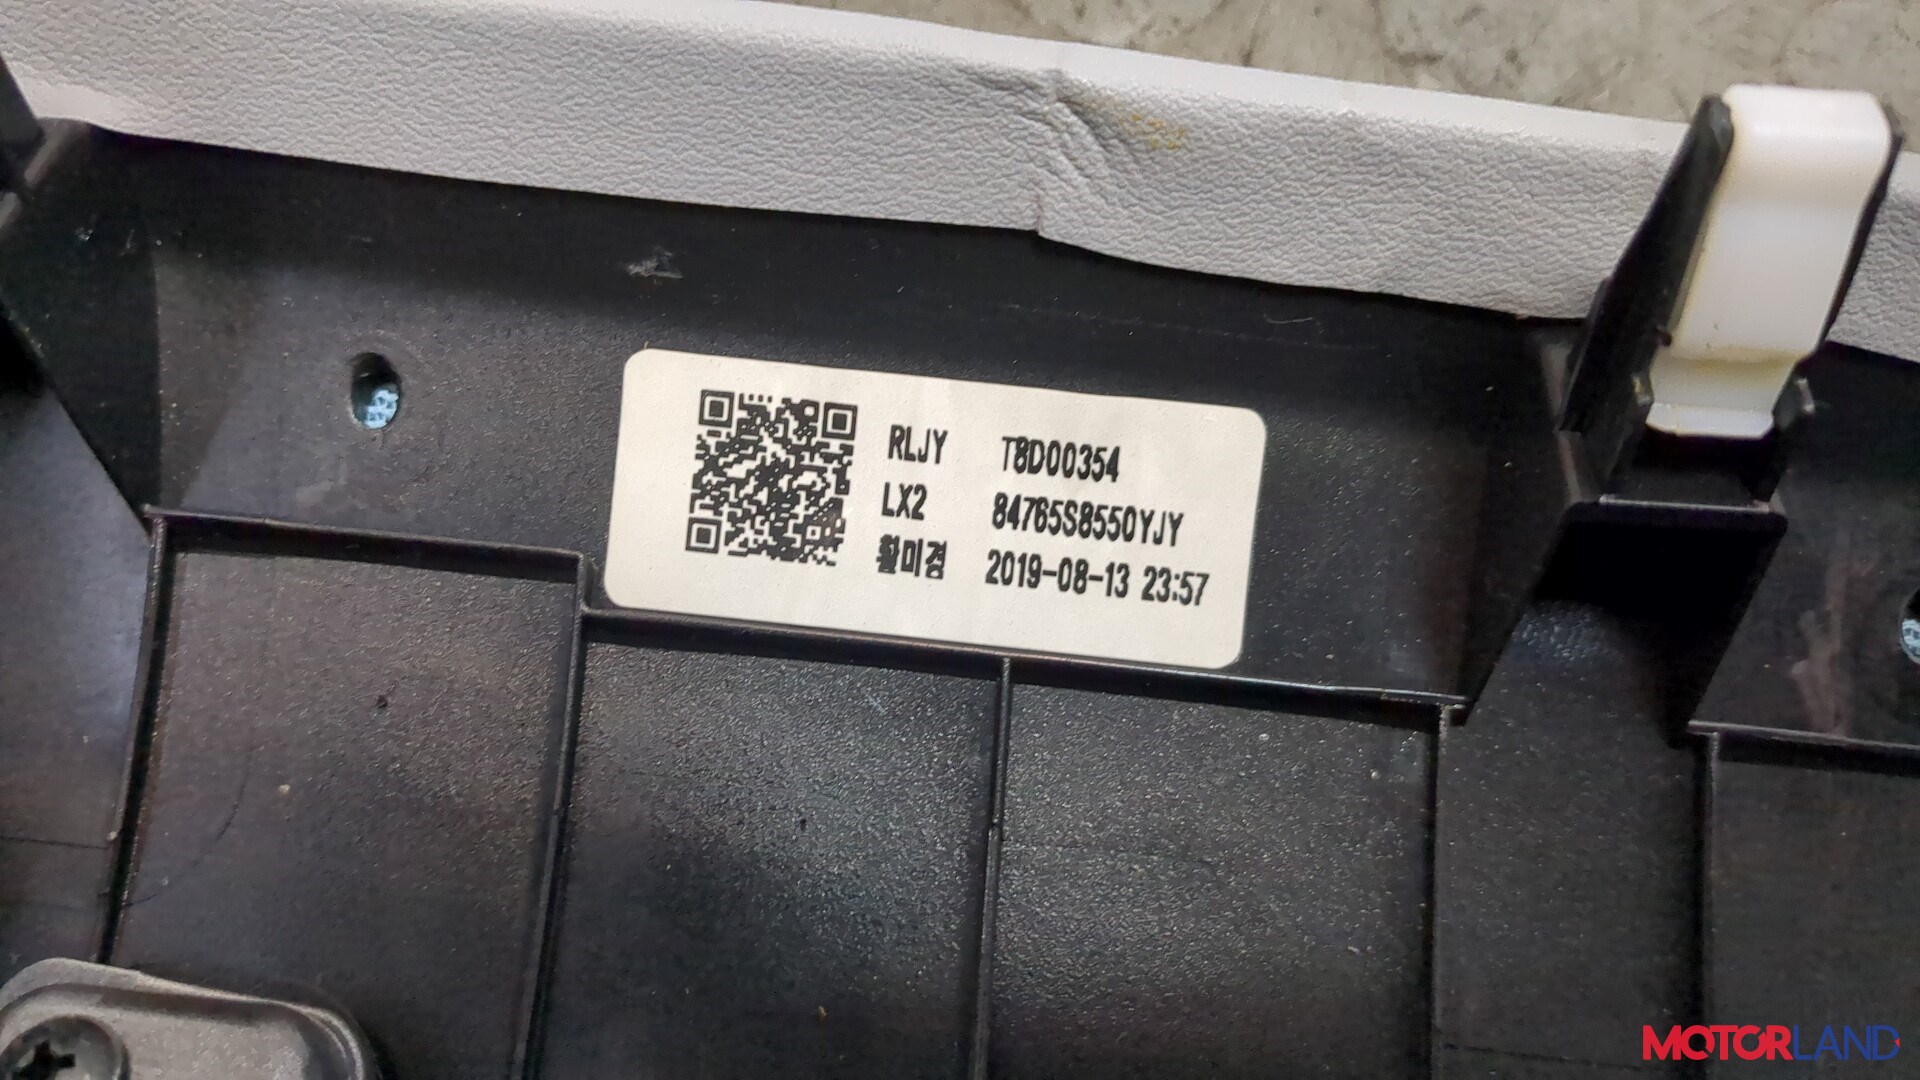 RLJY T8D00354
LX2 84765S8550YJY
황미경 2019-08-13 23:57
MOTORLAND